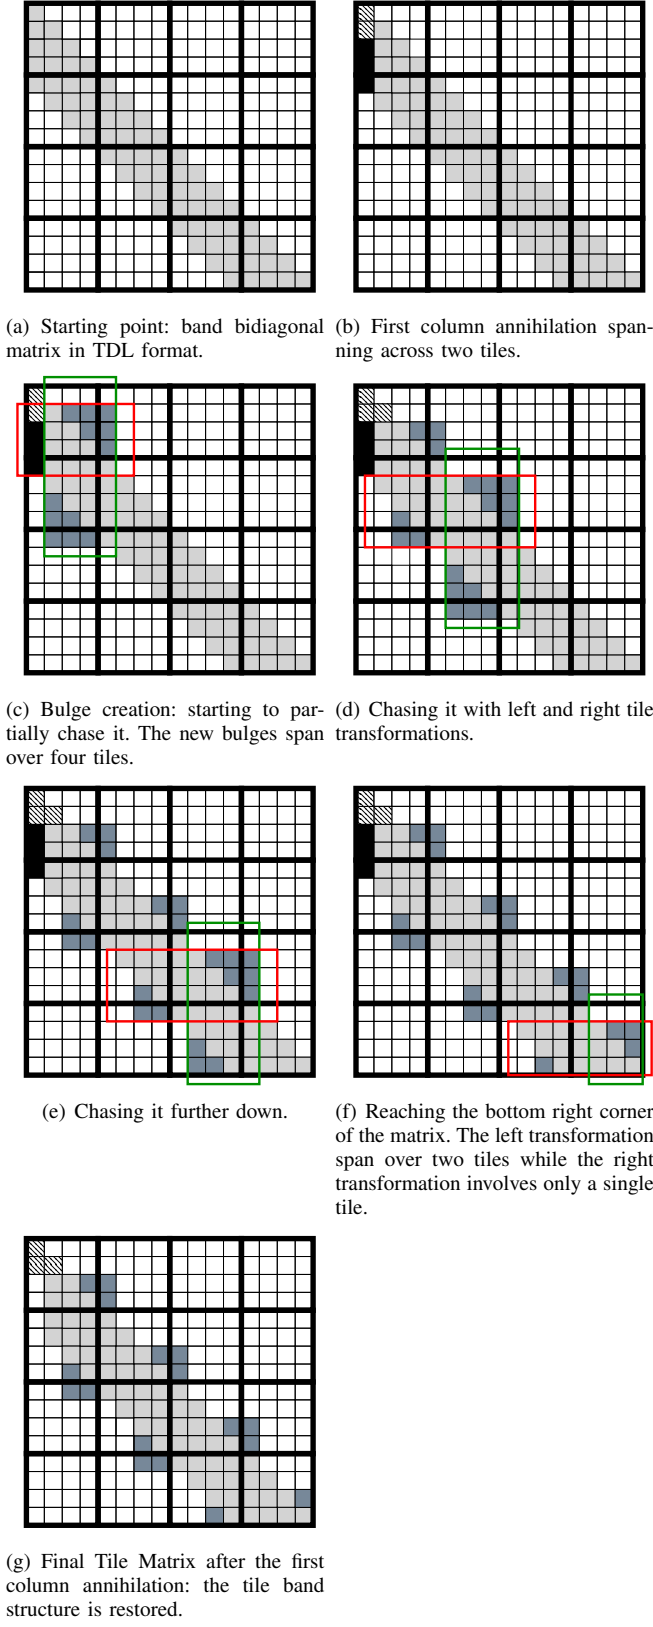 (a) Starting point: band bidiagonal
matrix in TDL format.
(b) First column annihilation span-
ning across two tiles.
(c) Bulge creation: starting to par-
tially chase it. The new bulges span
over four tiles.
(d) Chasing it with left and right tile
transformations.
(e) Chasing it further down.
(f) Reaching the bottom right corner
of the matrix. The left transformation
span over two tiles while the right
transformation involves only a single
tile.
(g) Final Tile Matrix after the first
column annihilation: the tile band
structure is restored.